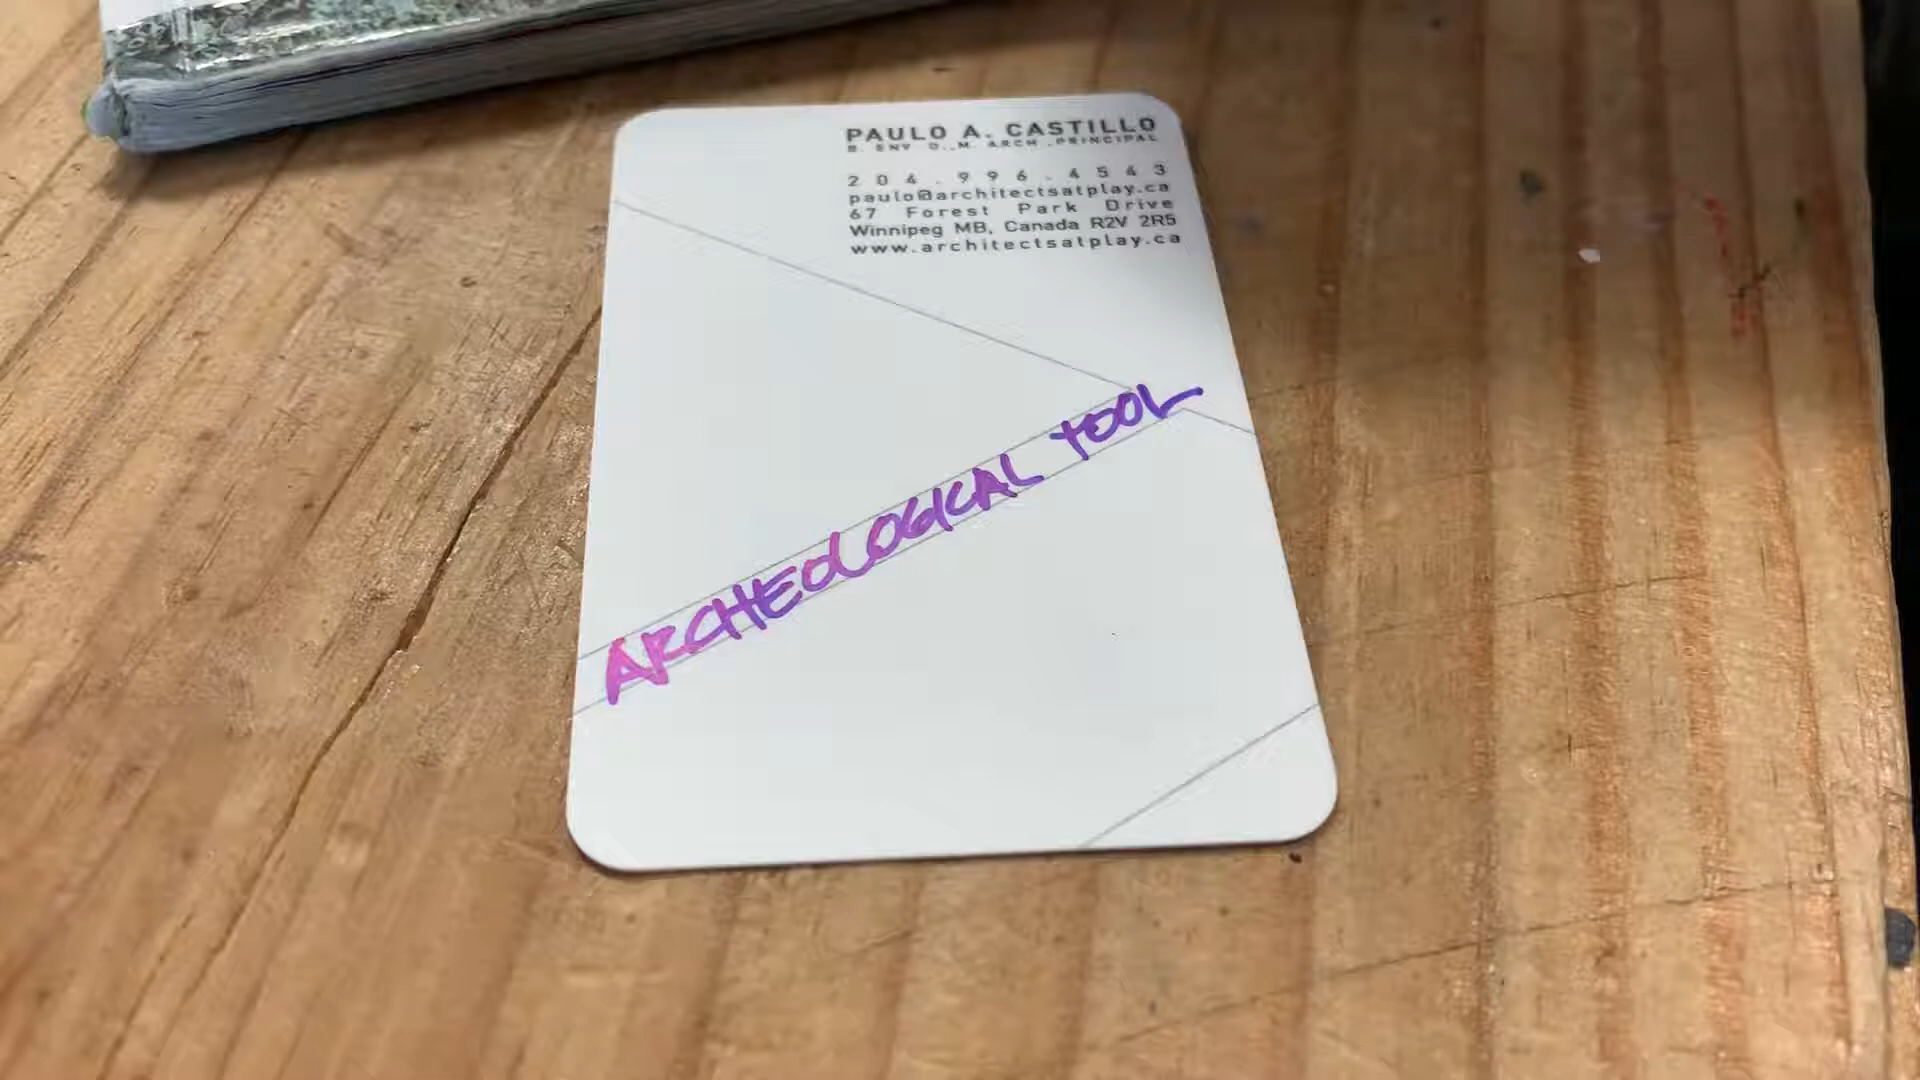 PAULO A. CASTILLO
B. ENV D., M. ARCH . PRINCIPAL
204.996.4543
paulo@architectsatplay.ca
67 Forest Park Drive
Winnipeg MB, Canada R2V 2R5
www.architectsatplay.ca
ARCHEOLOGICAL TOOL